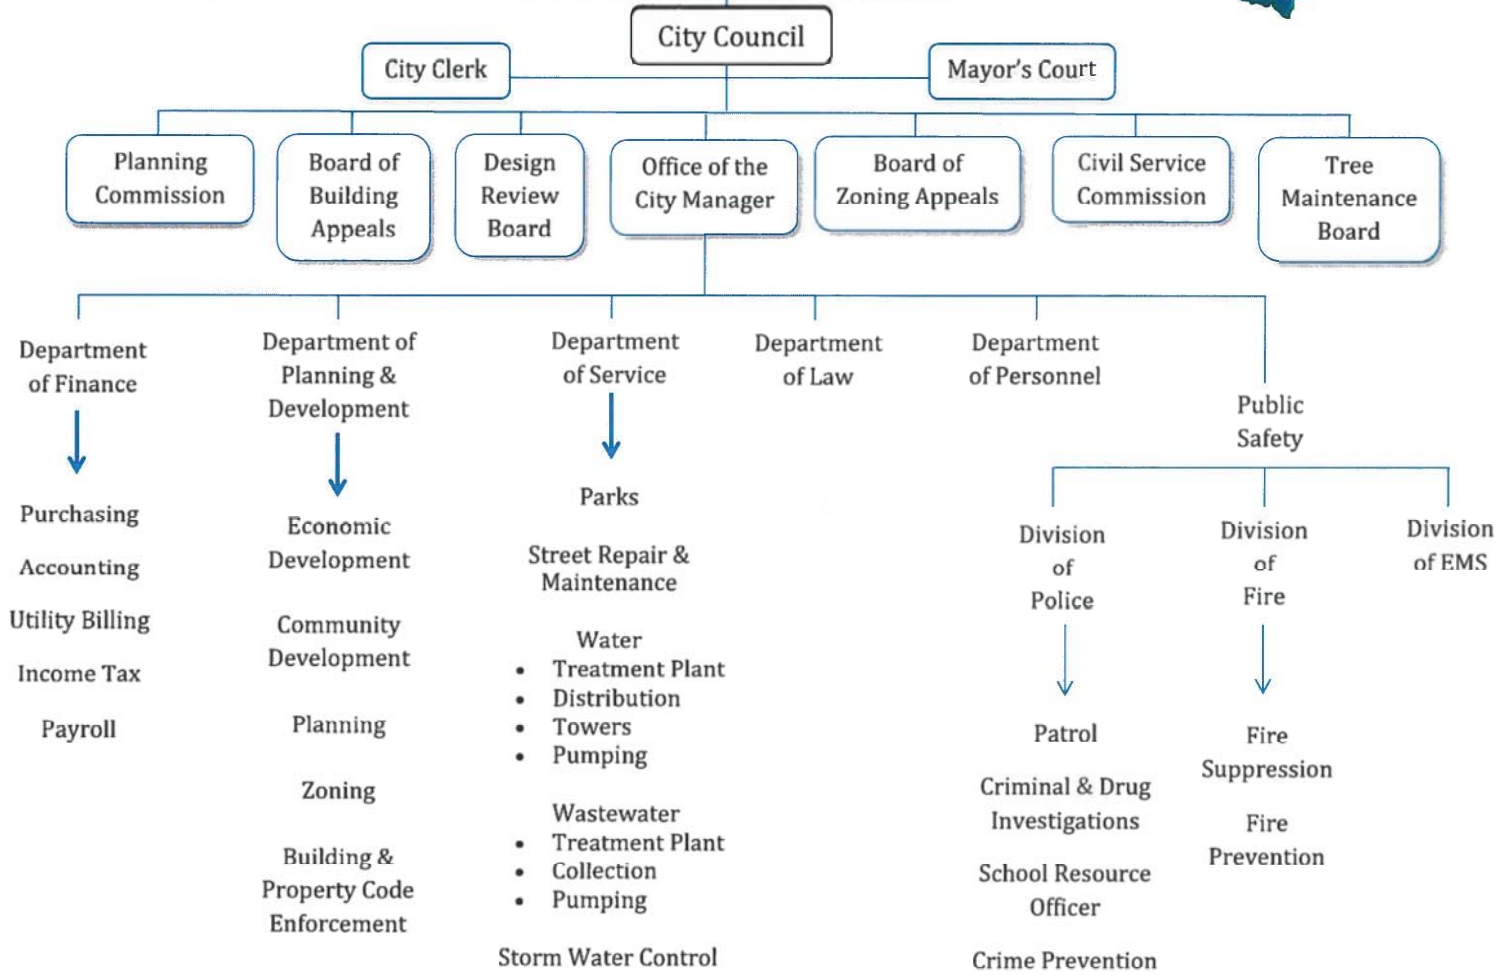 City Council
City Clerk
Mayor's Court
Planning
Commission
Board of
Building
Appeals
Design
Review
Board
Office of the
City Manager
Board of
Zoning Appeals
Civil Service
Commission
Tree
Maintenance
Board
Department
of Finance
Purchasing
Accounting
Utility Billing
Income Tax
Payroll
Department of
Planning &
Development
Economic
Development
Community
Development
Planning
Zoning
Building &
Property Code
Enforcement
Department
of Service
Parks
Street Repair &
Maintenance
Water
• Treatment Plant
• Distribution
• Towers
• Pumping
Wastewater
• Treatment Plant
• Collection
• Pumping
Storm Water Control
Department
of Law
Department
of Personnel
Public
Safety
Division
of
Police
Patrol
Criminal & Drug
Investigations
School Resource
Officer
Crime Prevention
Division
of
Fire
Fire
Suppression
Fire
Prevention
Division
of EMS